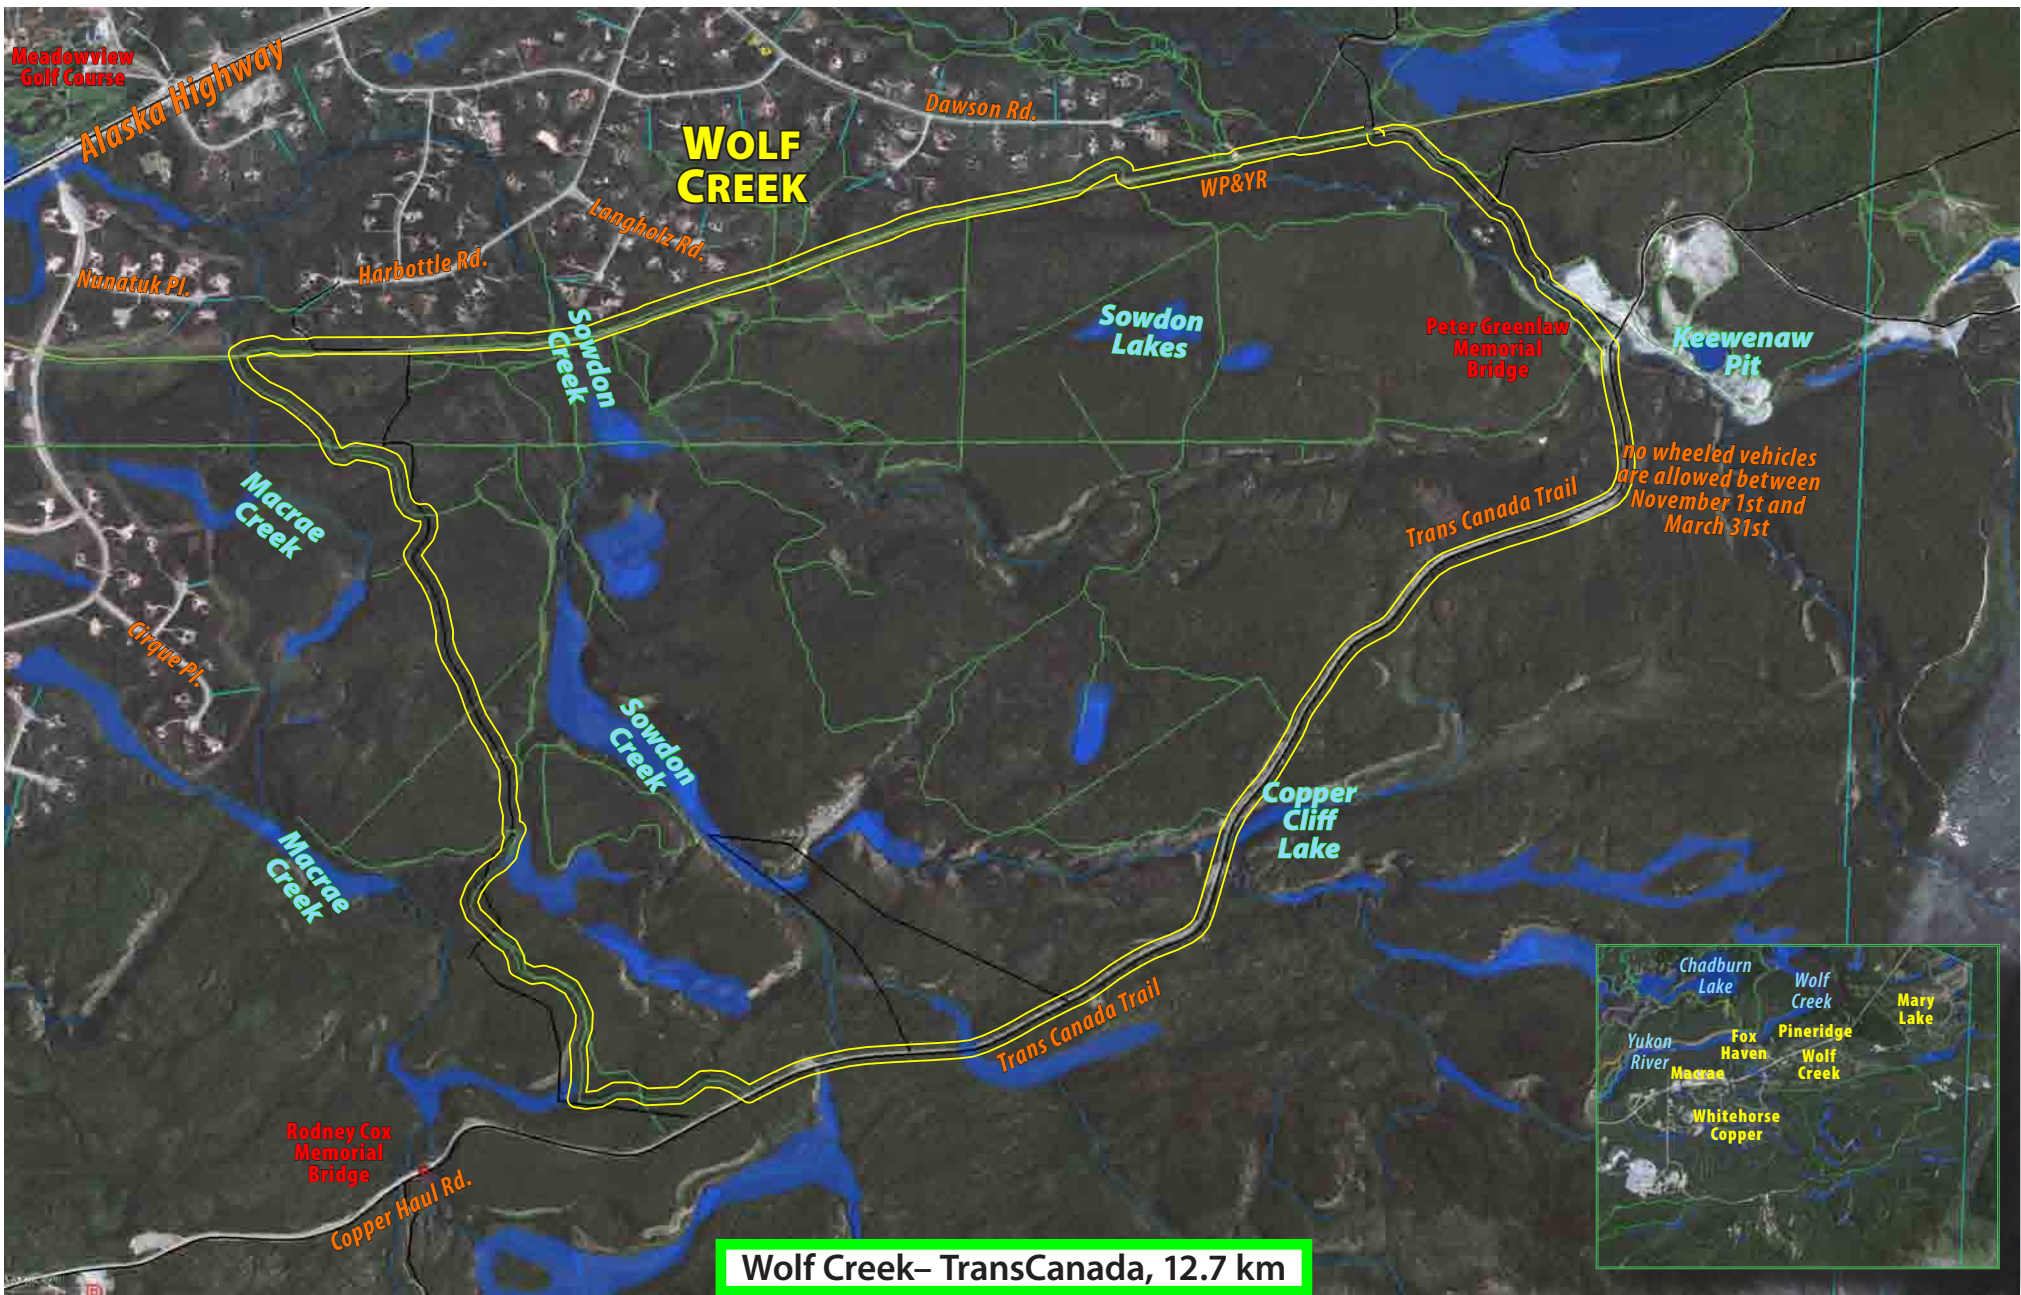 Meadowview
Golf Course
Alaska Highway
WOLF
CREEK
Dawson Rd.
WP&YR
Langholz Rd.
Harbottle Rd.
Nunatuk Pl.
Sowdon
Creek
Sowdon
Lakes
Peter Greenlaw
Memorial
Bridge
Keewenaw
Pit
no wheeled vehicles
are allowed between
November 1st and
March 31st
Trans Canada Trail
Macrae
Creek
Cirque Pl.
Sowdon
Creek
Copper
Cliff
Lake
Macrae
Creek
Trans Canada Trail
Rodney Cox
Memorial
Bridge
Copper Haul Rd.
Chadburn
Lake
Wolf
Creek
Mary
Lake
Pineridge
Fox
Haven
Yukon
River
Macrae
Wolf
Creek
Whitehorse
Copper
Wolf Creek– TransCanada, 12.7 km